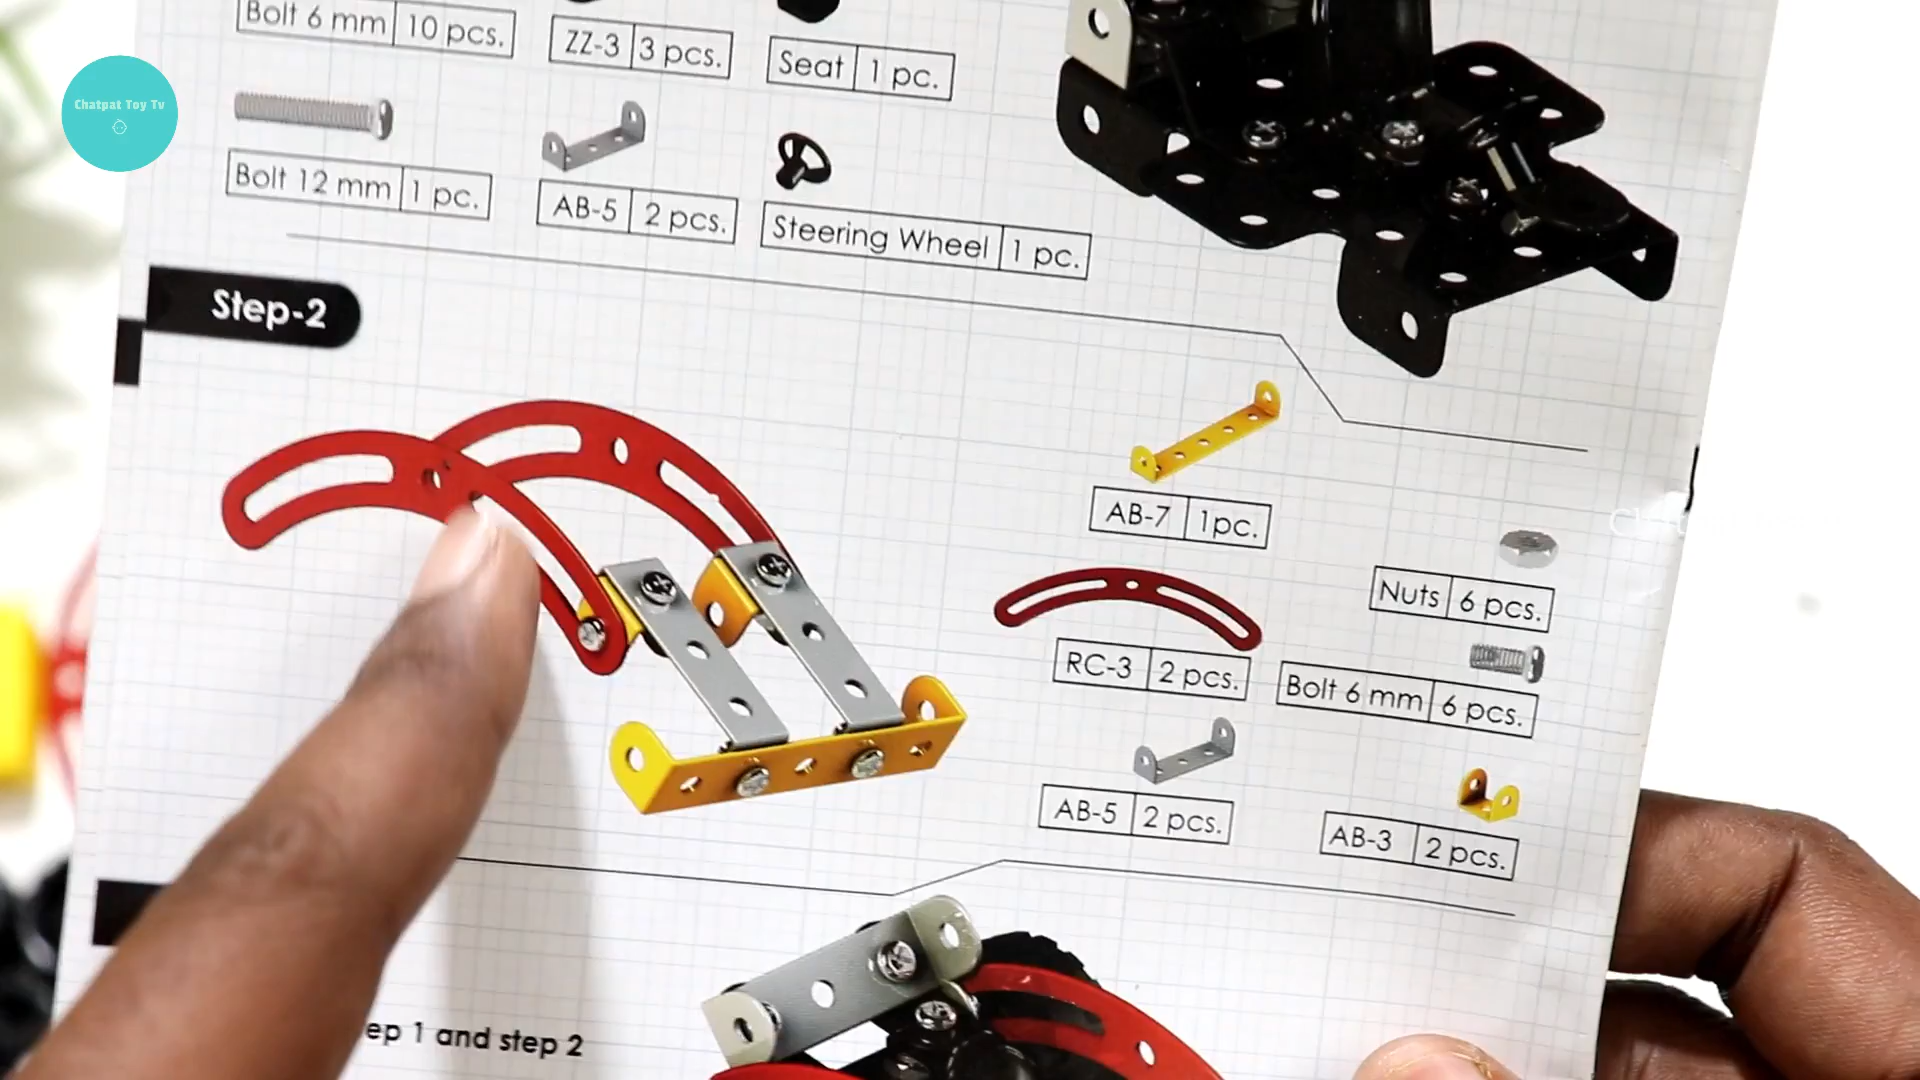 Bolt 6 mm 10 pcs.
ZZ-3 3 pcs.
Seat 1 pc.
Chatpat Toy Tv
Bolt 12 mm 1 pc.
AB-5 2 pcs.
Steering Wheel 1 pc.
Step-2
AB-7 1pc.
Nuts 6 pcs.
RC-3 2 pcs.
Bolt 6 mm 6 pcs.
AB-5 2 pcs.
AB-3 2 pcs.
ep 1 and step 2